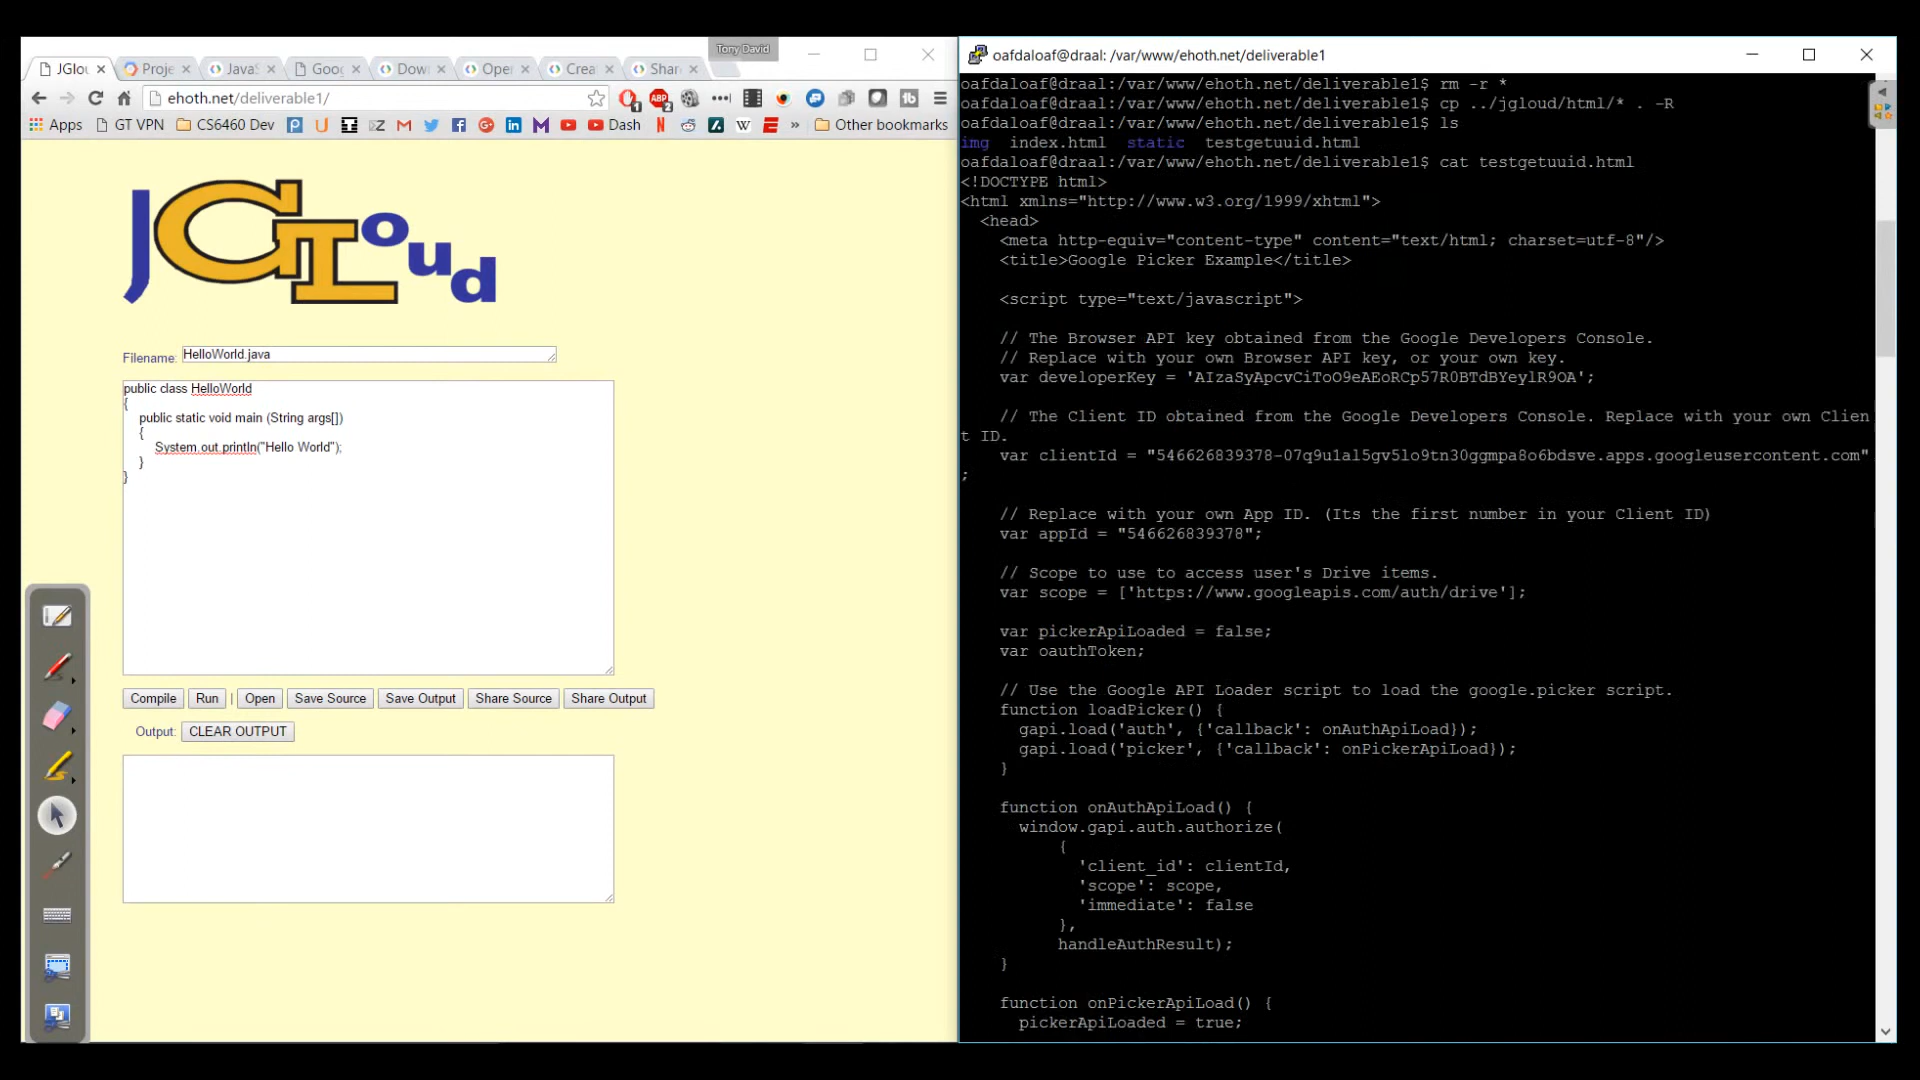 Tony David
JGlou
Proje
JavaS
Goog
Down
Open
Crea
Shar
ehoth.net/deliverable1/
Apps
GT VPN
CS6460 Dev
Dash
Other bookmarks
JGLoud
Filename: HelloWorld.java
public class HelloWorld
{
public static void main (String args[])
{
System.out.println("Hello World");
}
}
Compile Run | Open Save Source Save Output Share Source Share Output
Output: CLEAR OUTPUT
oafdaloaf@draal: /var/www/ehoth.net/deliverable1
oafdaloaf@draal:/var/www/ehoth.net/deliverable1$ rm -r *
oafdaloaf@draal:/var/www/ehoth.net/deliverable1$ cp ../jgloud/html/* . -R
oafdaloaf@draal:/var/www/ehoth.net/deliverable1$ ls
img index.html static testgetuuid.html
oafdaloaf@draal:/var/www/ehoth.net/deliverable1$ cat testgetuuid.html
<!DOCTYPE html>
<html xmlns="http://www.w3.org/1999/xhtml">
<head>
<meta http-equiv="content-type" content="text/html; charset=utf-8"/>
<title>Google Picker Example</title>
<script type="text/javascript">
// The Browser API key obtained from the Google Developers Console.
// Replace with your own Browser API key, or your own key.
var developerKey = 'AIzaSyApcvCiToO9eAEoRCp57R0BTdBYeylR9OA';
// The Client ID obtained from the Google Developers Console. Replace with your own Clien
t ID.
var clientId = "546626839378-07q9u1al5gv5lo9tn30ggmpa8o6bdsve.apps.googleusercontent.com"
;
// Replace with your own App ID. (Its the first number in your Client ID)
var appId = "546626839378";
// Scope to use to access user's Drive items.
var scope = ['https://www.googleapis.com/auth/drive'];
var pickerApiLoaded = false;
var oauthToken;
// Use the Google API Loader script to load the google.picker script.
function loadPicker() {
gapi.load('auth', {'callback': onAuthApiLoad});
gapi.load('picker', {'callback': onPickerApiLoad});
}
function onAuthApiLoad() {
window.gapi.auth.authorize(
{
'client_id': clientId,
'scope': scope,
'immediate': false
},
handleAuthResult);
}
function onPickerApiLoad() {
pickerApiLoaded = true;